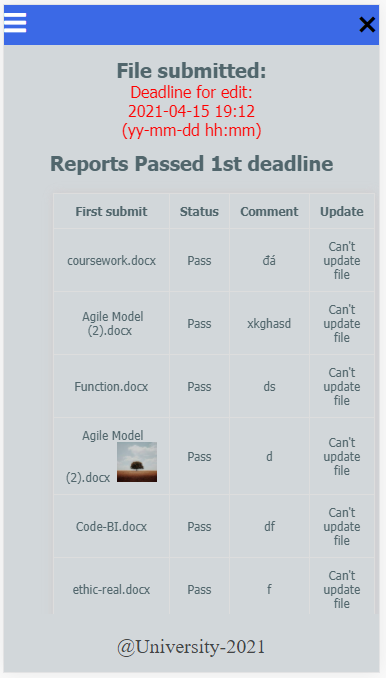 File submitted:
Deadline for edit:
2021-04-15 19:12
(yy-mm-dd hh:mm)
Reports Passed 1st deadline
First submit Status Comment Update
coursework.docx Pass đá Can't update file
Agile Model (2).docx Pass xkghasd Can't update file
Function.docx Pass ds Can't update file
Agile Model (2).docx Pass d Can't update file
Code-BI.docx Pass df Can't update file
ethic-real.docx Pass f Can't update file
@University-2021